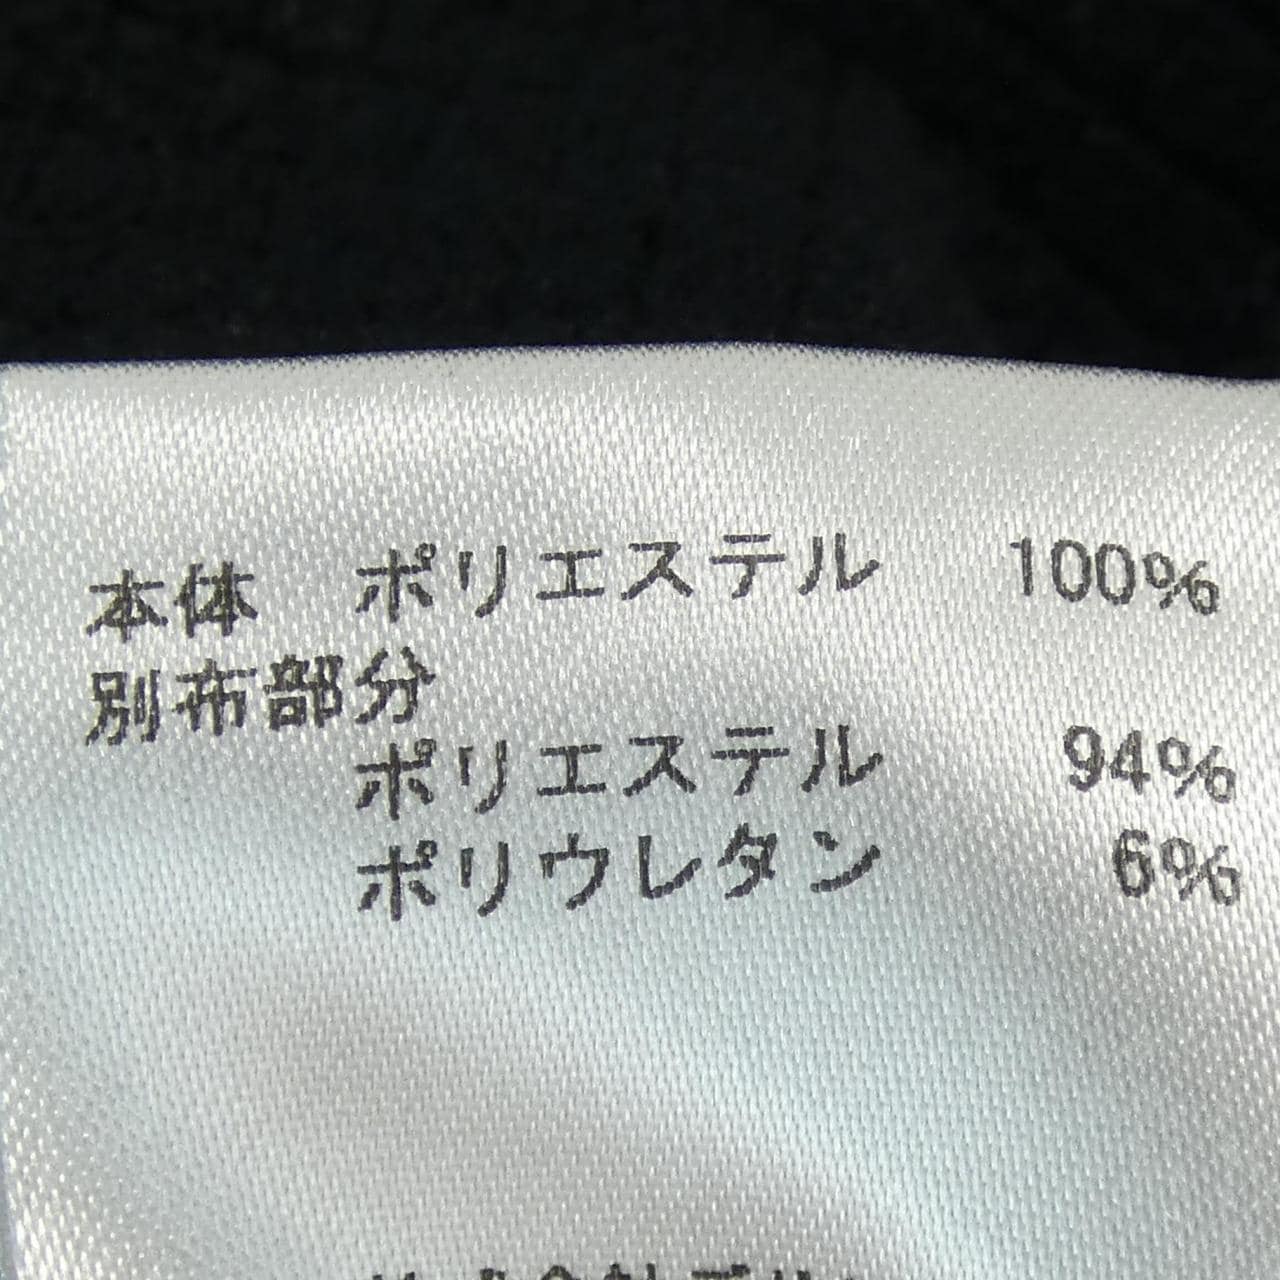 本体 ポリエステル 100%
別布部分
ポリエステル 94%
ポリウレタン 6%